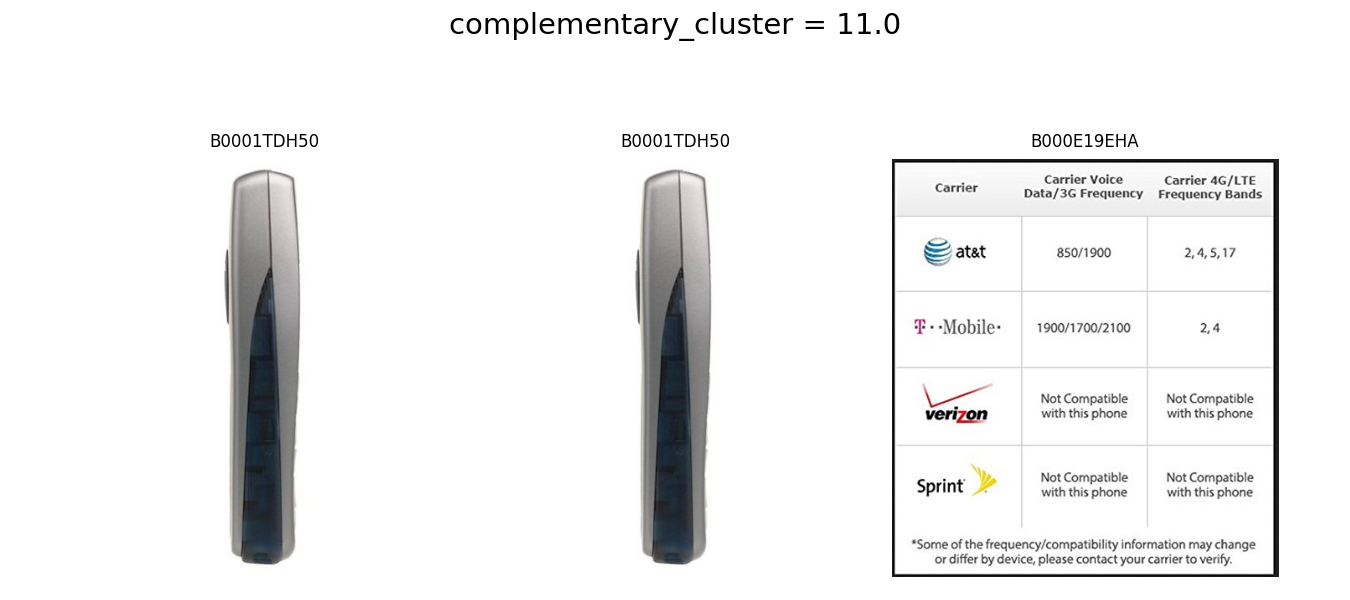 complementary_cluster = 11.0
B0001TDH50
B0001TDH50
B000E19EHA
Carrier
Carrier Voice
Data/3G Frequency
Carrier 4G/LTE
Frequency Bands
at&t
850/1900
2, 4, 5, 17
T··Mobile·
1900/1700/2100
2, 4
verizon
Not Compatible
with this phone
Not Compatible
with this phone
Sprint
Not Compatible
with this phone
Not Compatible
with this phone
*Some of the frequency/compatibility information may change
or differ by device, please contact your carrier to verify.